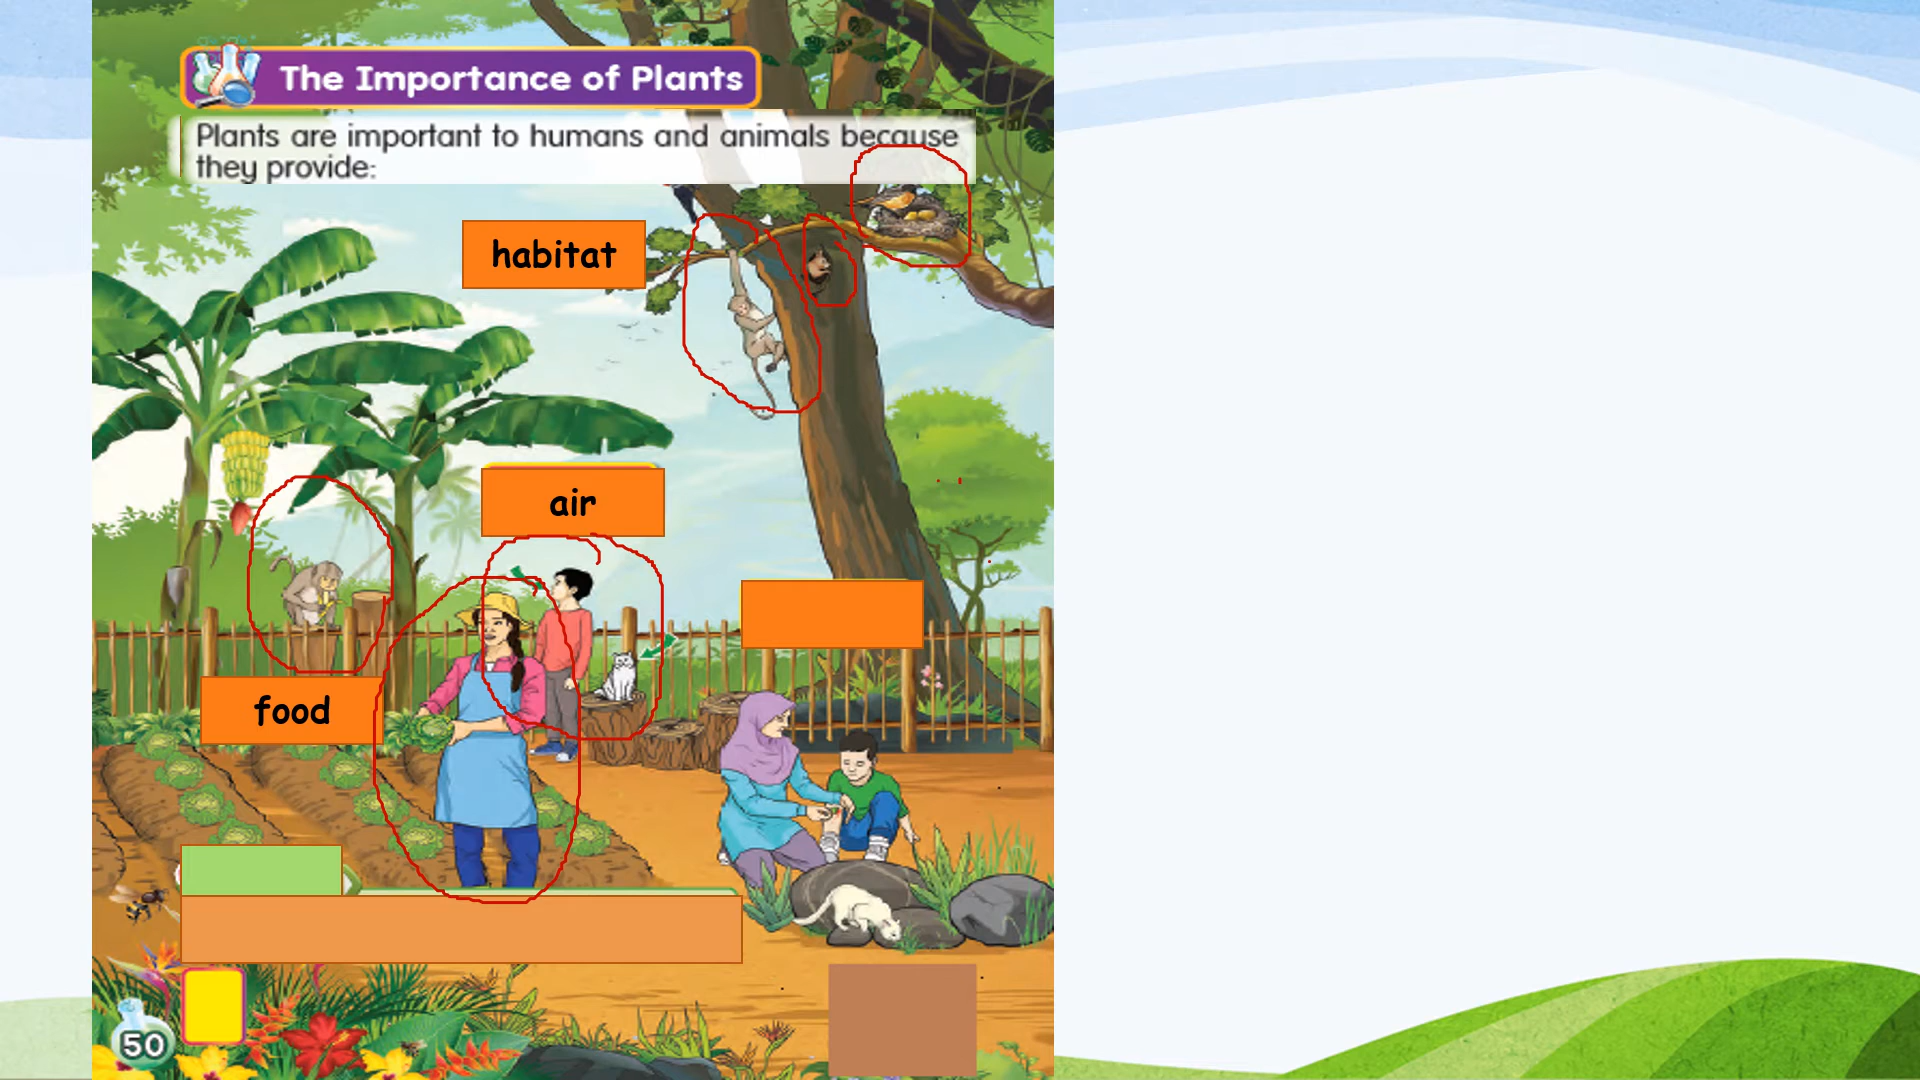 The Importance of Plants
Plants are important to humans and animals because
they provide:
habitat
air
food
50